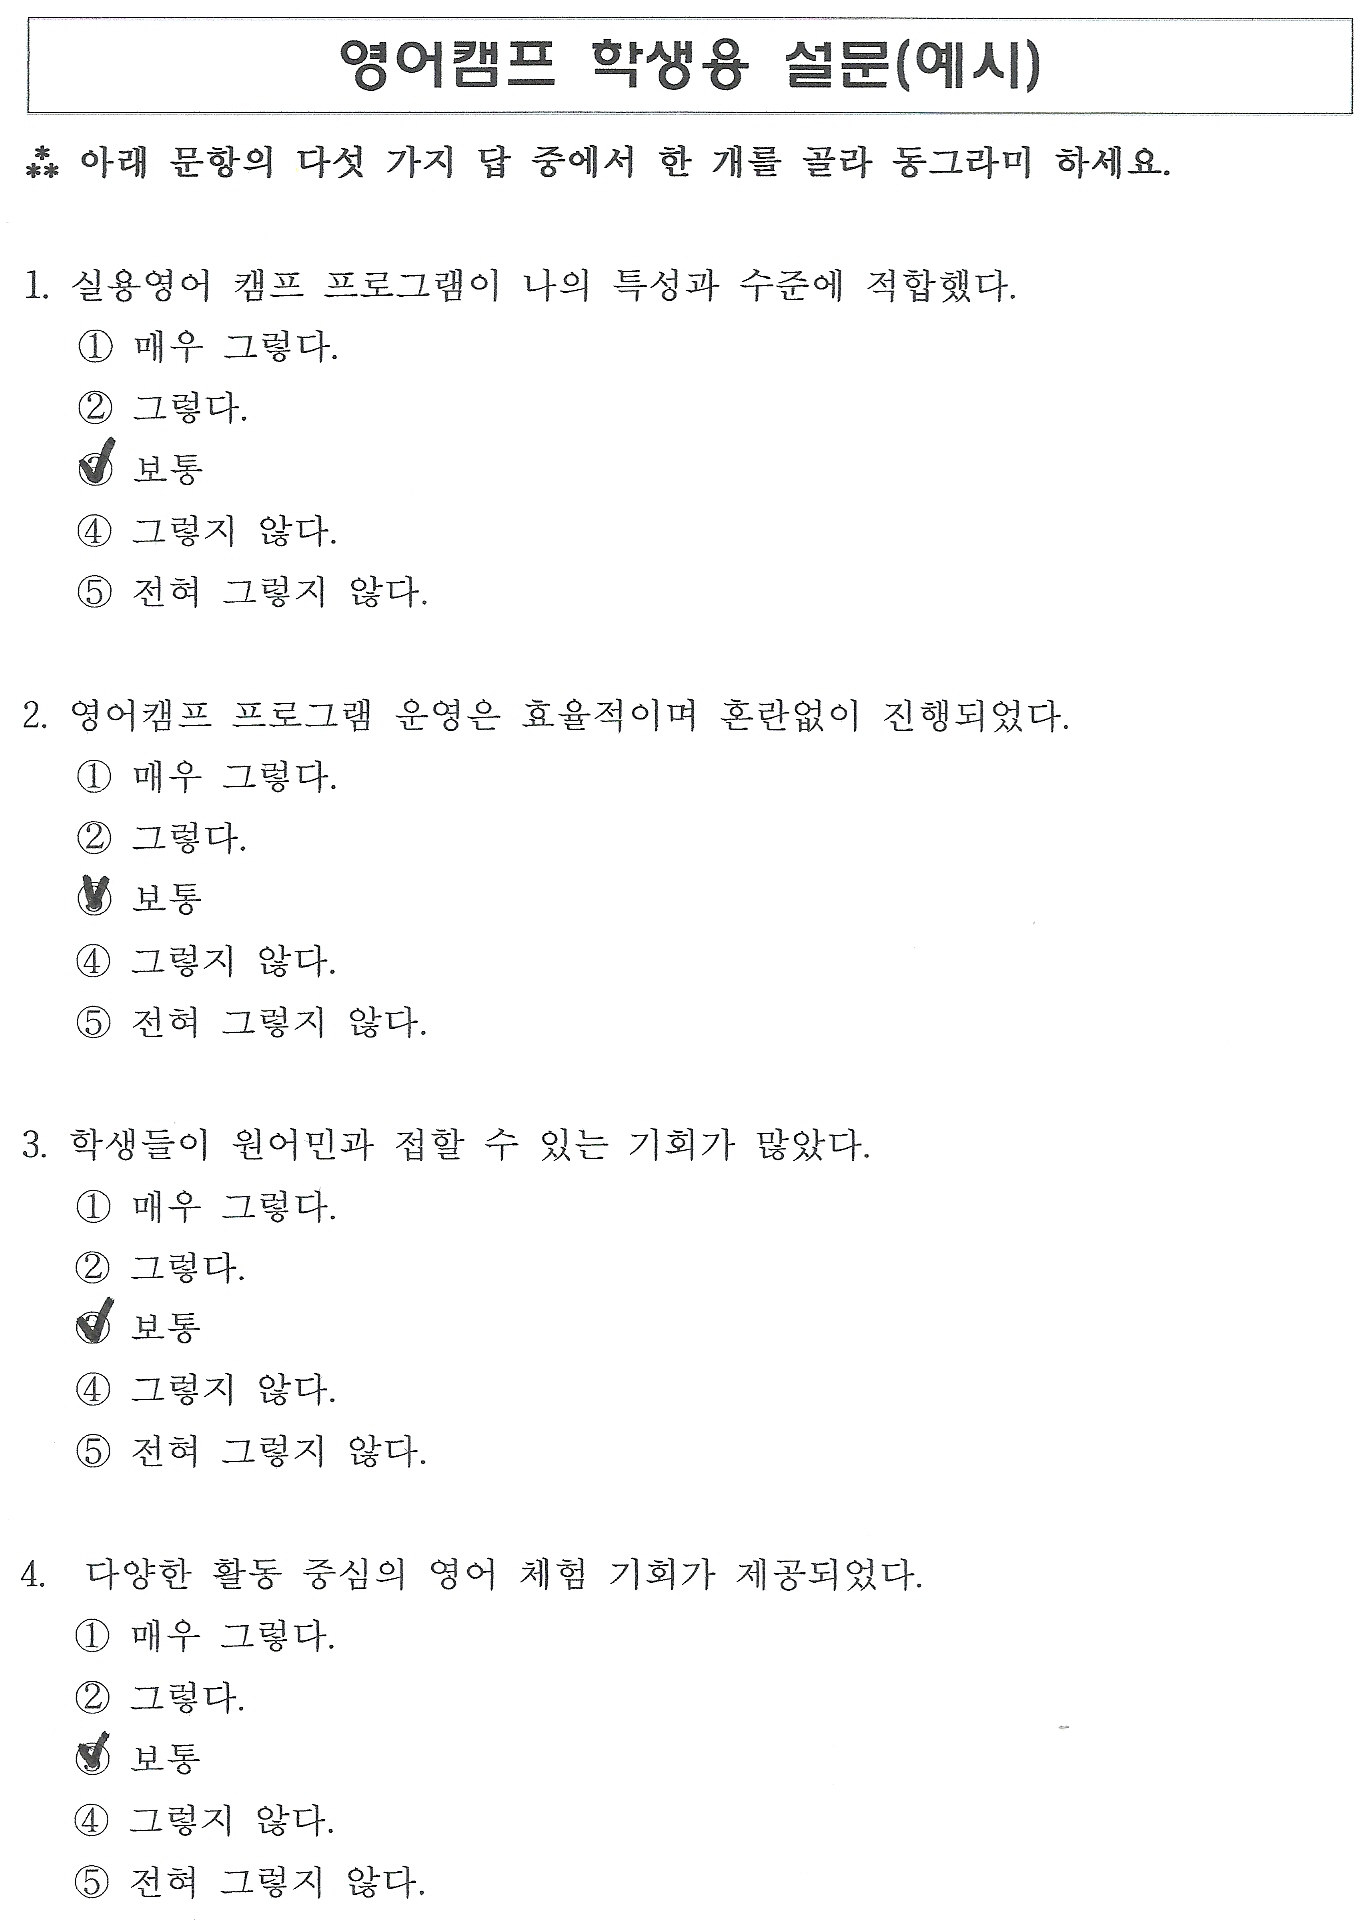 영어캠프 학생용 설문(예시)
⁂ 아래 문항의 다섯 가지 답 중에서 한 개를 골라 동그라미 하세요.
1. 실용영어 캠프 프로그램이 나의 특성과 수준에 적합했다.
① 매우 그렇다.
② 그렇다.
③ 보통
④ 그렇지 않다.
⑤ 전혀 그렇지 않다.
2. 영어캠프 프로그램 운영은 효율적이며 혼란없이 진행되었다.
① 매우 그렇다.
② 그렇다.
③ 보통
④ 그렇지 않다.
⑤ 전혀 그렇지 않다.
3. 학생들이 원어민과 접할 수 있는 기회가 많았다.
① 매우 그렇다.
② 그렇다.
③ 보통
④ 그렇지 않다.
⑤ 전혀 그렇지 않다.
4. 다양한 활동 중심의 영어 체험 기회가 제공되었다.
① 매우 그렇다.
② 그렇다.
③ 보통
④ 그렇지 않다.
⑤ 전혀 그렇지 않다.